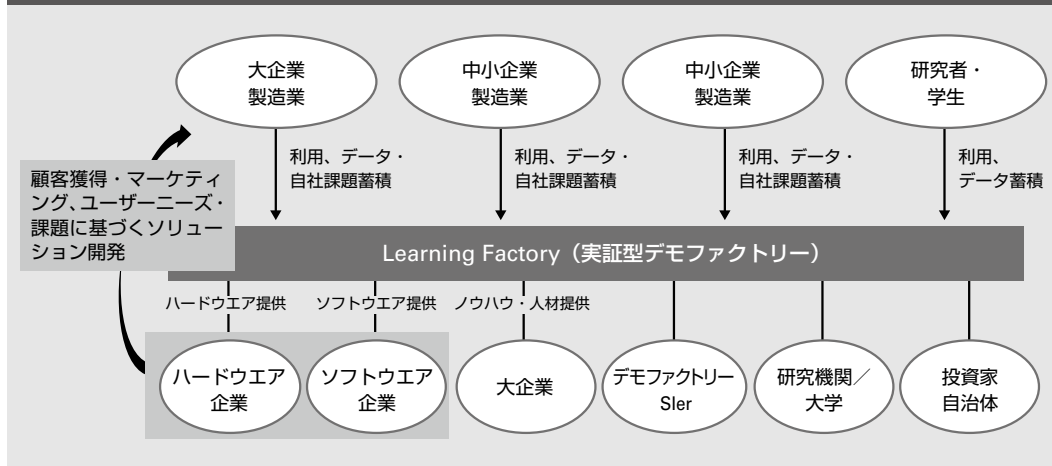 大企業
製造業
中小企業
製造業
中小企業
製造業
研究者・
学生
利用、データ・
自社課題蓄積
利用、データ・
自社課題蓄積
利用、データ・
自社課題蓄積
利用、
データ蓄積
顧客獲得・マーケティ
ング、ユーザーニーズ・
課題に基づくソリュー
ション開発
Learning Factory（実証型デモファクトリー）
ハードウエア提供
ソフトウエア提供
ノウハウ・人材提供
ハードウエア
企業
ソフトウエア
企業
大企業
デモファクトリー
SIer
研究機関／
大学
投資家
自治体